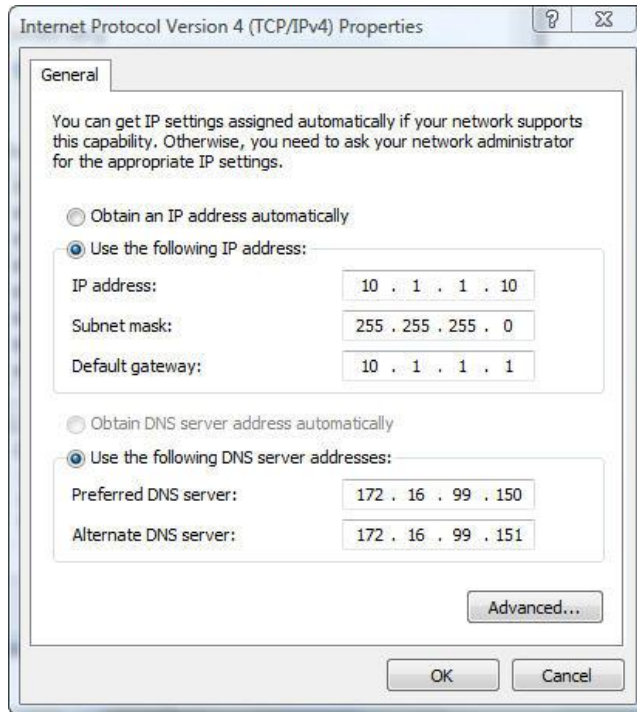 Internet Protocol Version 4 (TCP/IPv4) Properties
General
You can get IP settings assigned automatically if your network supports
this capability. Otherwise, you need to ask your network administrator
for the appropriate IP settings.
Obtain an IP address automatically
Use the following IP address:
IP address: 10 . 1 . 1 . 10
Subnet mask: 255 . 255 . 255 . 0
Default gateway: 10 . 1 . 1 . 1
Obtain DNS server address automatically
Use the following DNS server addresses:
Preferred DNS server: 172 . 16 . 99 . 150
Alternate DNS server: 172 . 16 . 99 . 151
Advanced...
OK Cancel